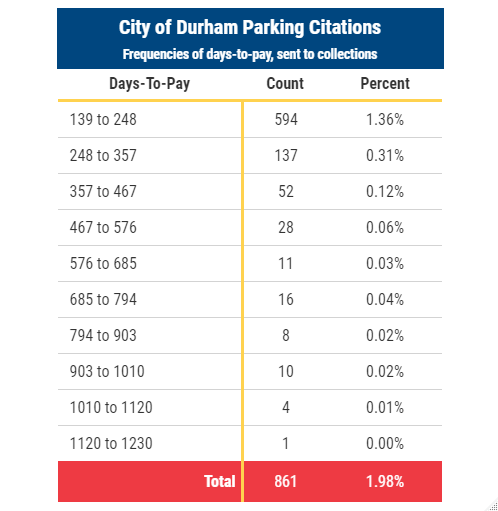 City of Durham Parking Citations
Frequencies of days-to-pay, sent to collections
Days-To-Pay Count Percent
139 to 248 594 1.36%
248 to 357 137 0.31%
357 to 467 52 0.12%
467 to 576 28 0.06%
576 to 685 11 0.03%
685 to 794 16 0.04%
794 to 903 8 0.02%
903 to 1010 10 0.02%
1010 to 1120 4 0.01%
1120 to 1230 1 0.00%
Total 861 1.98%